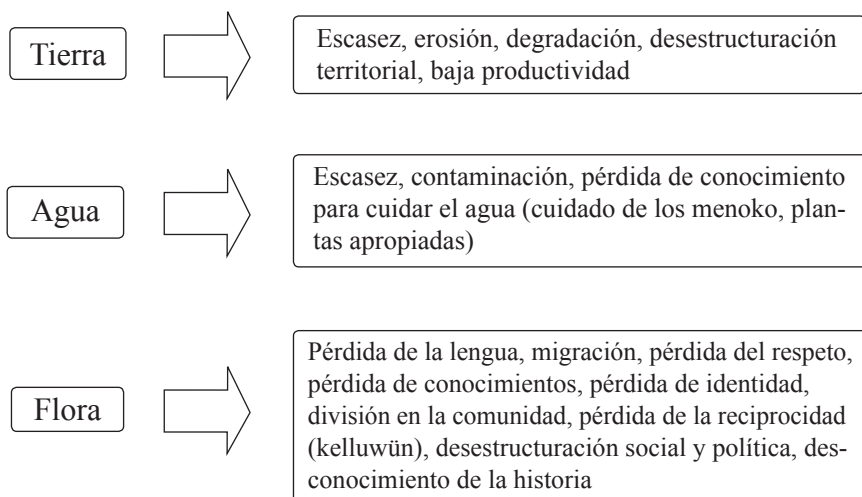 Tierra
Escasez, erosión, degradación, desestructuración
territorial, baja productividad
Agua
Escasez, contaminación, pérdida de conocimiento
para cuidar el agua (cuidado de los menoko, plan-
tas apropiadas)
Flora
Pérdida de la lengua, migración, pérdida del respeto,
pérdida de conocimientos, pérdida de identidad,
división en la comunidad, pérdida de la reciprocidad
(kelluwün), desestructuración social y política, des-
conocimiento de la historia